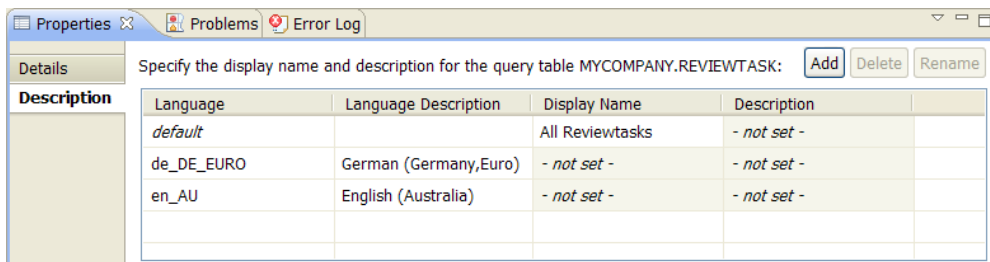 Properties Problems Error Log
Details
Specify the display name and description for the query table MYCOMPANY.REVIEWTASK: Add Delete Rename
Description
Language Language Description Display Name Description
default All Reviewtasks - not set -
de_DE_EURO German (Germany,Euro) - not set - - not set -
en_AU English (Australia) - not set - - not set -